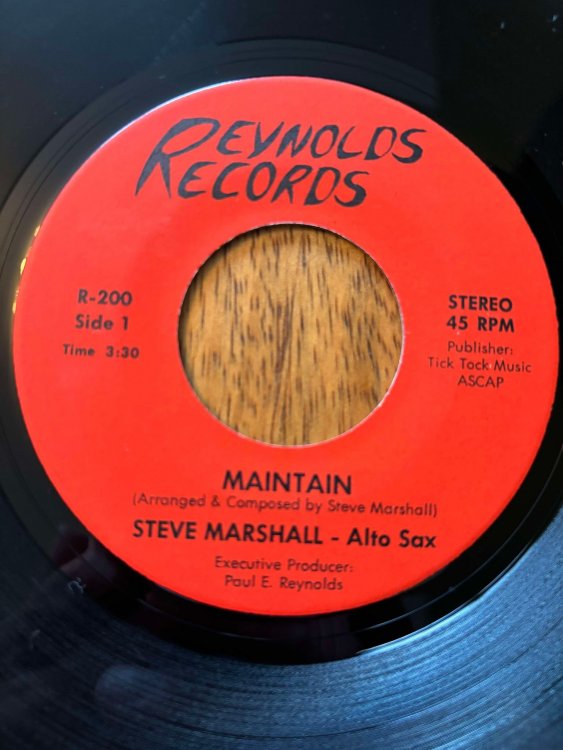 REYNOLDS
RECORDS
R-200
Side 1
Time 3:30
STEREO
45 RPM
Publisher:
Tick Tock Music
ASCAP
MAINTAIN
(Arranged & Composed by Steve Marshall)
STEVE MARSHALL - Alto Sax
Executive Producer:
Paul E. Reynolds